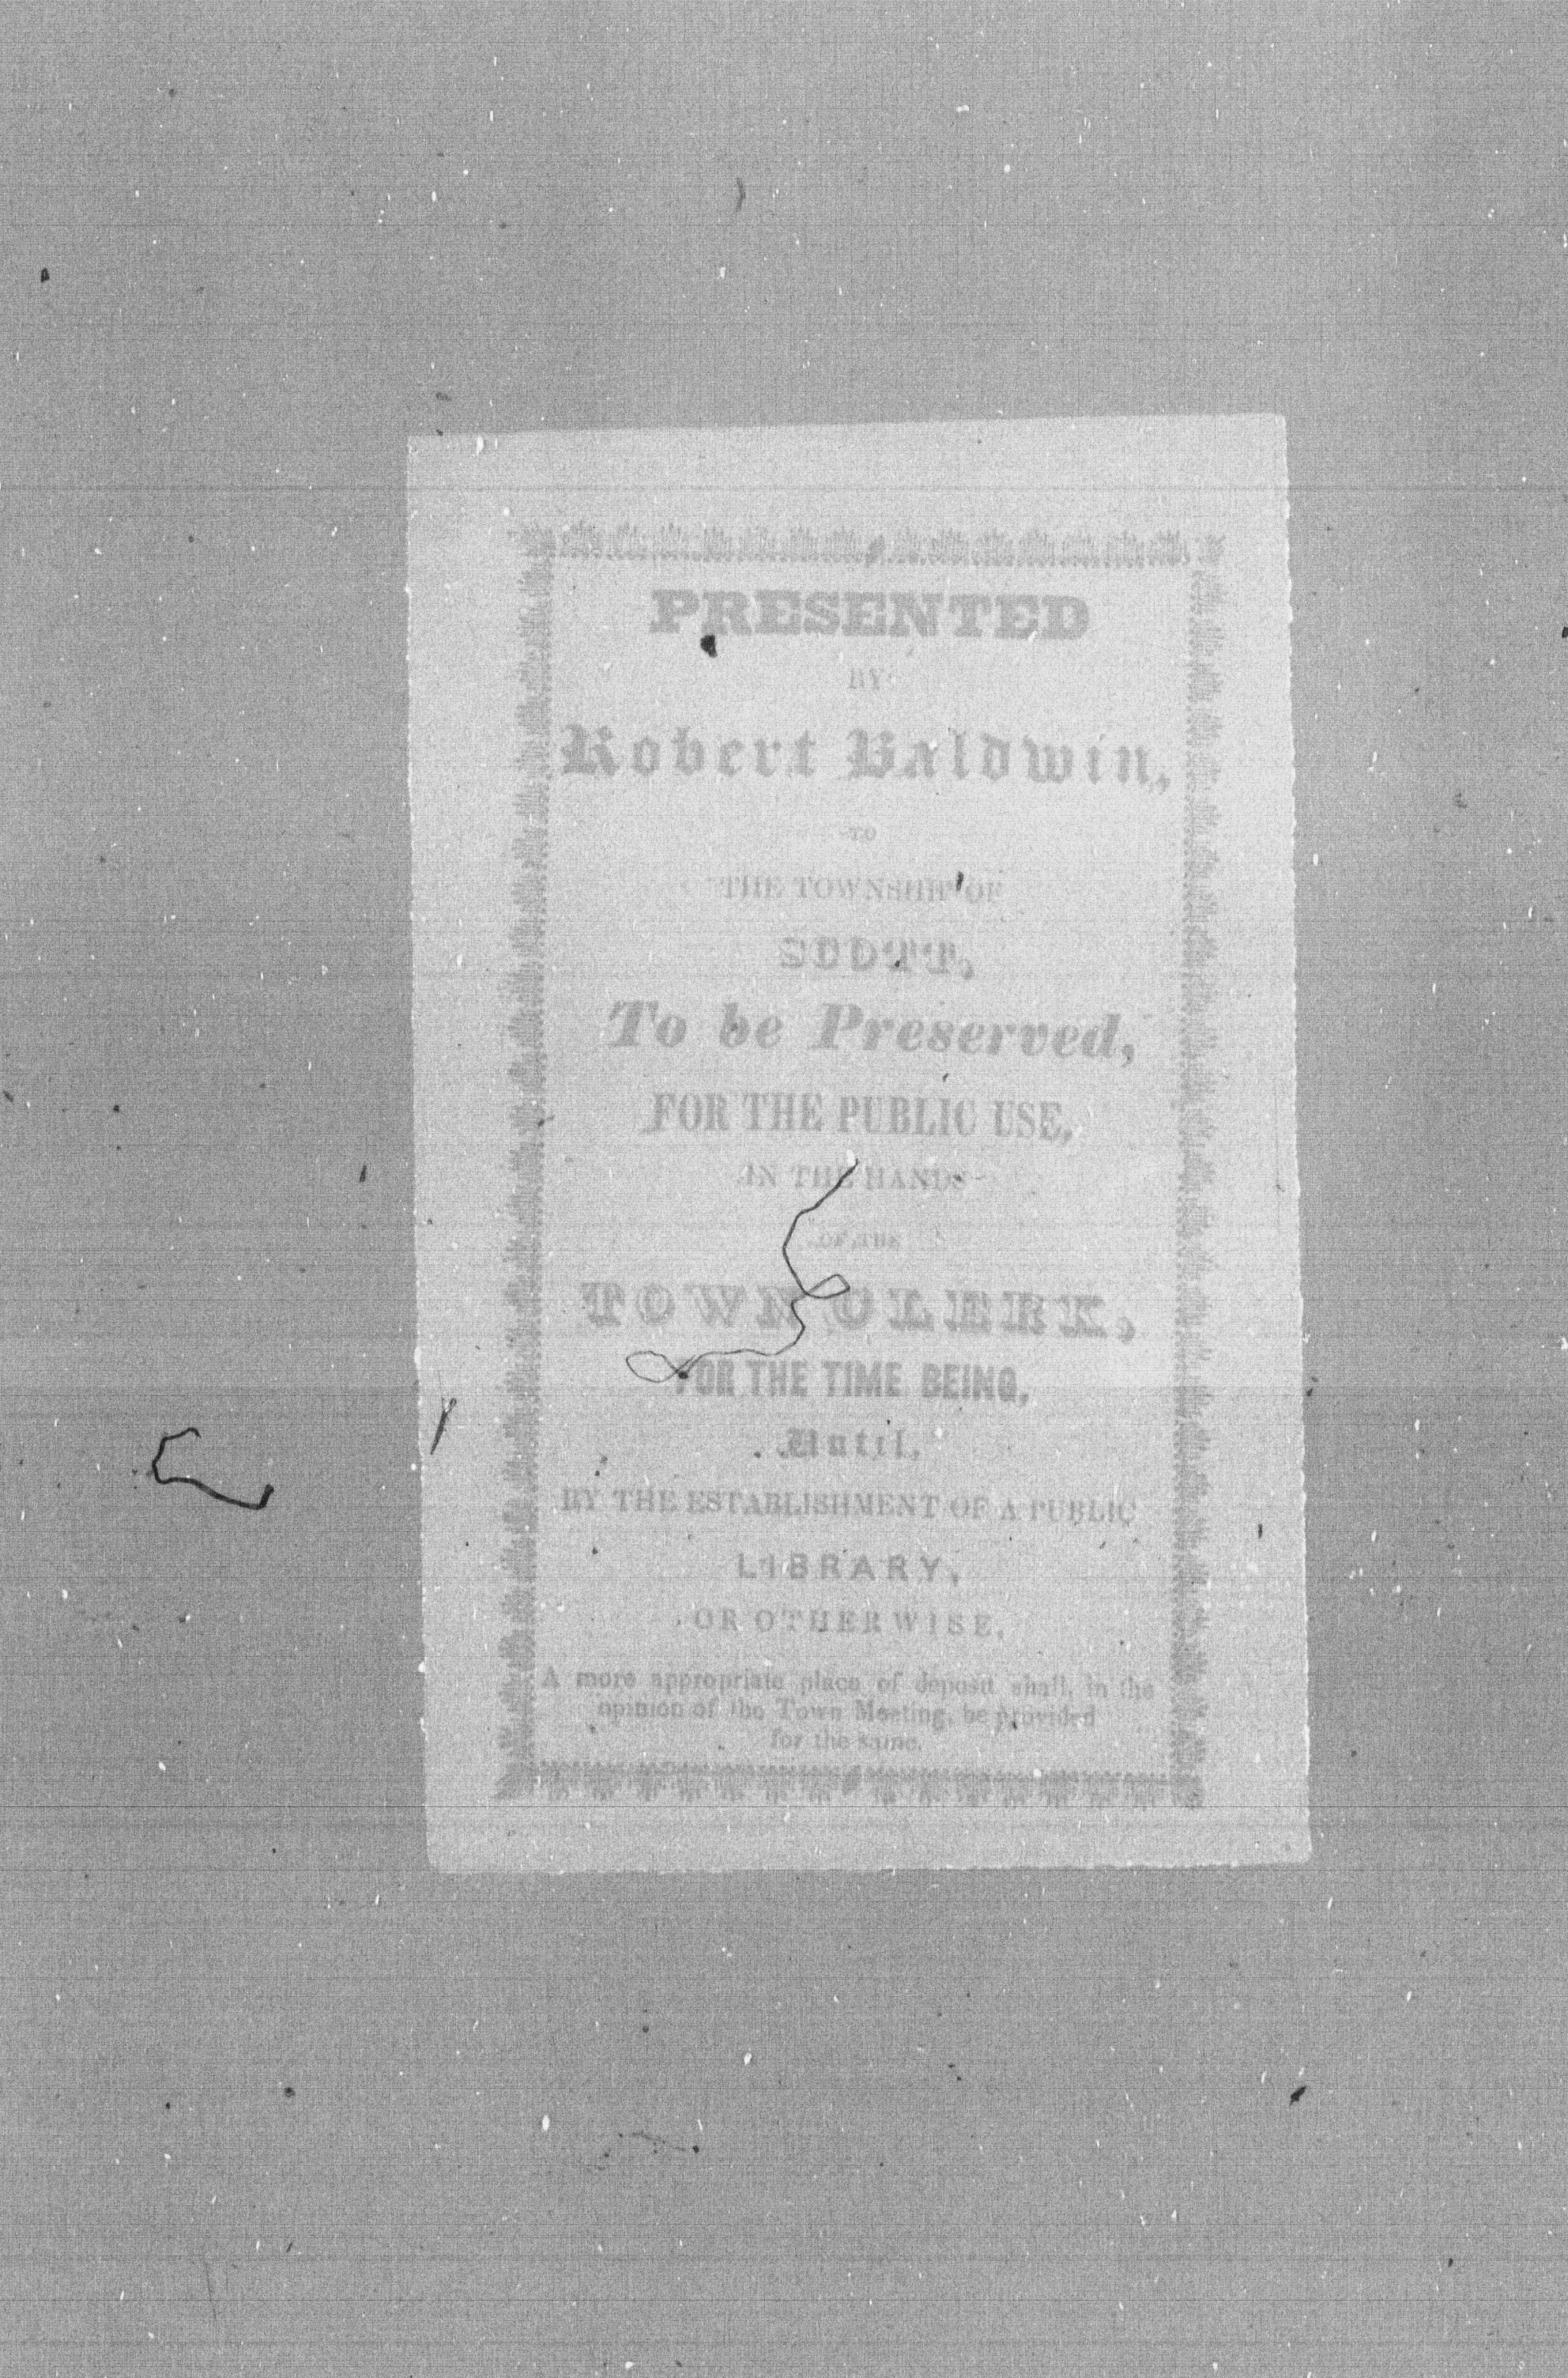 PRESENTED
BY
Robert Baldwin,
TO
THE TOWNSHIP OF
SCOTT,
To be Preserved,
FOR THE PUBLIC USE,
IN THE HANDS
OF THE
TOWN CLERK,
FOR THE TIME BEING,
Until,
BY THE ESTABLISHMENT OF A PUBLIC
LIBRARY,
OR OTHERWISE,
A more appropriate place of deposit shall, in the
opinion of the Town Meeting, be provided
for the same.